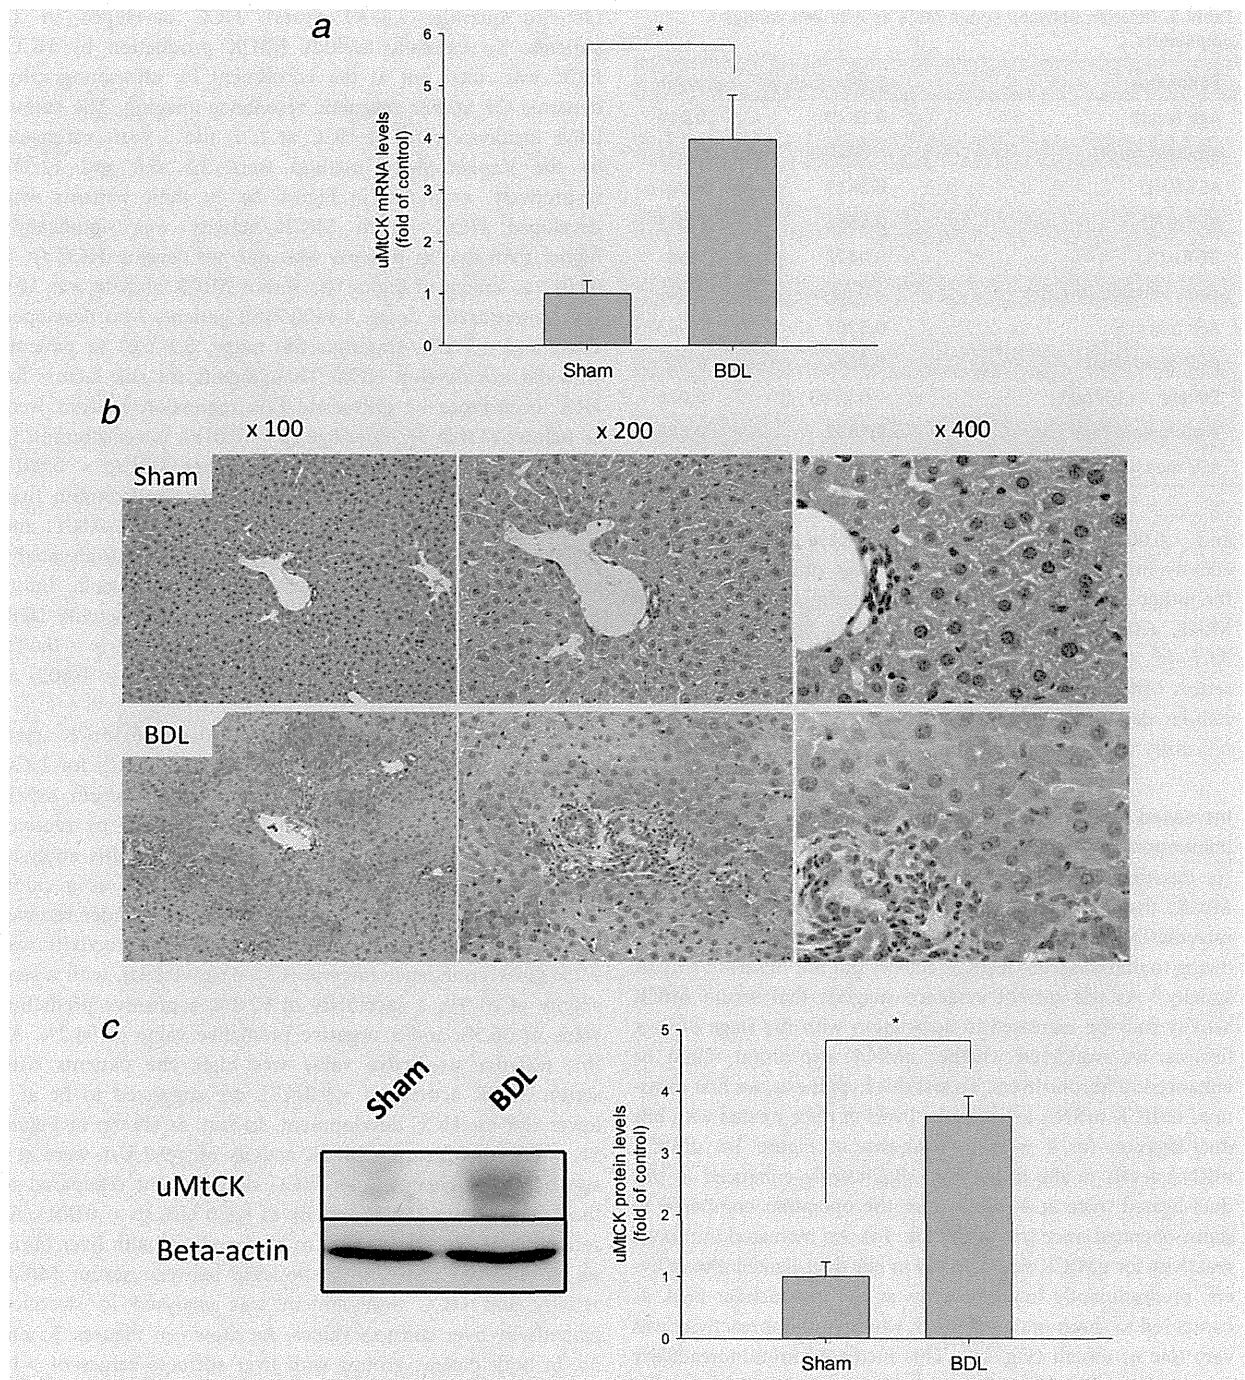 a
6
*
5
4
3
2
1
0
uMtCK mRNA levels
(fold of control)
Sham BDL
b
x 100 x 200 x 400
Sham
BDL
c
Sham BDL
uMtCK
Beta-actin
5
*
4
3
2
1
0
uMtCK protein levels
(fold of control)
Sham BDL